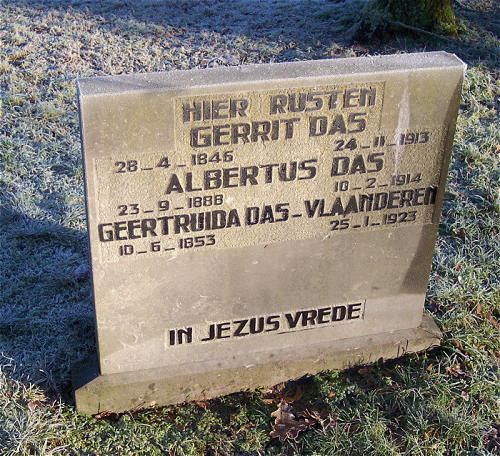 HIER RUSTEN
GERRIT DAS
28-4-1846 24-11-1913
ALBERTUS DAS
23-9-1888 10-2-1914
GEERTRUIDA DAS-VLAANDEREN
10-6-1853 25-1-1923
IN JEZUS VREDE